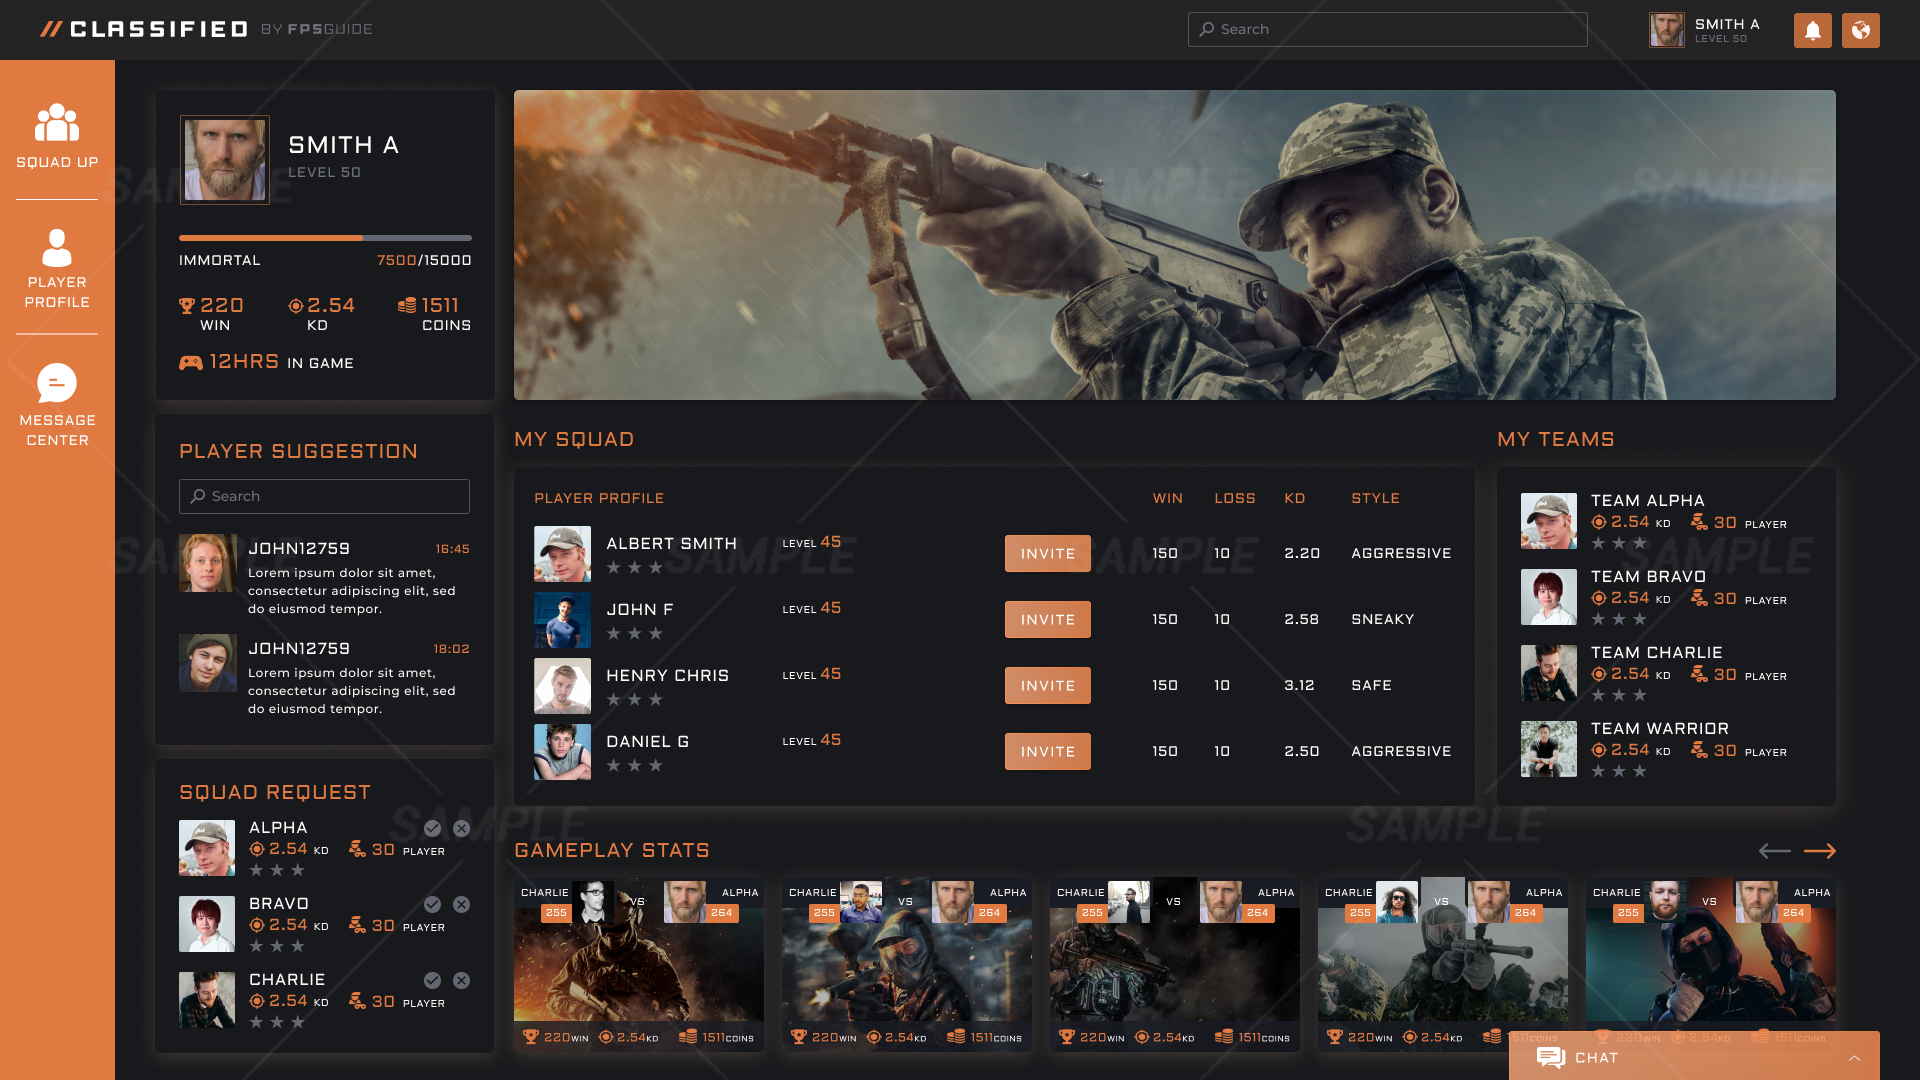 // CLASSIFIED BY FPSGUIDE
Search
SMITH A
LEVEL 50
SQUAD UP
PLAYER
PROFILE
MESSAGE
CENTER
SMITH A
LEVEL 50
IMMORTAL 7500/15000
220 2.54 1511
WIN KD COINS
12HRS IN GAME
PLAYER SUGGESTION
Search
JOHN12759 16:45
Lorem ipsum dolor sit amet,
consectetur adipiscing elit, sed
do eiusmod tempor.
JOHN12759 18:02
Lorem ipsum dolor sit amet,
consectetur adipiscing elit, sed
do eiusmod tempor.
SQUAD REQUEST
ALPHA
2.54 KD 30 PLAYER
BRAVO
2.54 KD 30 PLAYER
CHARLIE
2.54 KD 30 PLAYER
MY SQUAD
PLAYER PROFILE WIN LOSS KD STYLE
ALBERT SMITH LEVEL 45 INVITE 150 10 2.20 AGGRESSIVE
JOHN F LEVEL 45 INVITE 150 10 2.58 SNEAKY
HENRY CHRIS LEVEL 45 INVITE 150 10 3.12 SAFE
DANIEL G LEVEL 45 INVITE 150 10 2.50 AGGRESSIVE
MY TEAMS
TEAM ALPHA
2.54 KD 30 PLAYER
TEAM BRAVO
2.54 KD 30 PLAYER
TEAM CHARLIE
2.54 KD 30 PLAYER
TEAM WARRIOR
2.54 KD 30 PLAYER
GAMEPLAY STATS
CHARLIE VS ALPHA
255 264
220WIN 2.54KD 1511COINS
CHARLIE VS ALPHA
255 264
220WIN 2.54KD 1511COINS
CHARLIE VS ALPHA
255 264
220WIN 2.54KD 1511COINS
CHARLIE VS ALPHA
255 264
220WIN 2.54KD 1511COINS
CHARLIE VS ALPHA
255 264
220WIN 2.54KD 1511COINS
CHAT
SAMPLE
SAMPLE
SAMPLE
SAMPLE
SAMPLE
SAMPLE
SAMPLE
SAMPLE
SAMPLE
SAMPLE